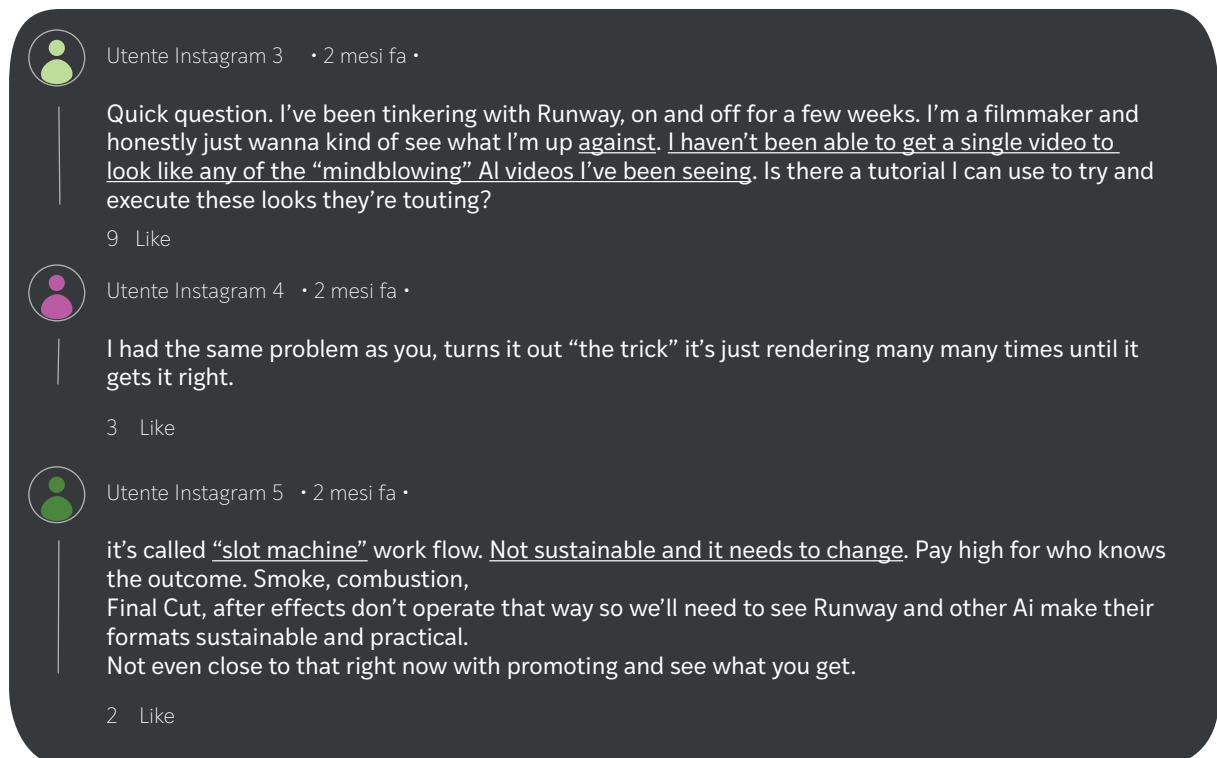 Utente Instagram 3 • 2 mesi fa •
Quick question. I’ve been tinkering with Runway, on and off for a few weeks. I’m a filmmaker and
honestly just wanna kind of see what I’m up against. I haven’t been able to get a single video to
look like any of the “mindblowing” AI videos I’ve been seeing. Is there a tutorial I can use to try and
execute these looks they’re touting?
9 Like
Utente Instagram 4 • 2 mesi fa •
I had the same problem as you, turns it out “the trick” it’s just rendering many many times until it
gets it right.
3 Like
Utente Instagram 5 • 2 mesi fa •
it’s called “slot machine” work flow. Not sustainable and it needs to change. Pay high for who knows
the outcome. Smoke, combustion,
Final Cut, after effects don’t operate that way so we’ll need to see Runway and other Ai make their
formats sustainable and practical.
Not even close to that right now with promoting and see what you get.
2 Like